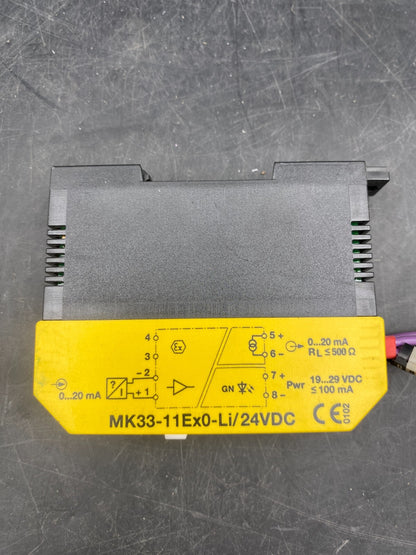 4
3
- 2
+ 1
0...20 mA
?
I
Ex
GN
5 +
6 -
7 +
8 -
0...20 mA
RL ≤ 500 Ω
Pwr
19...29 VDC
≤ 100 mA
MK33-11Ex0-Li/24VDC
CE
0102